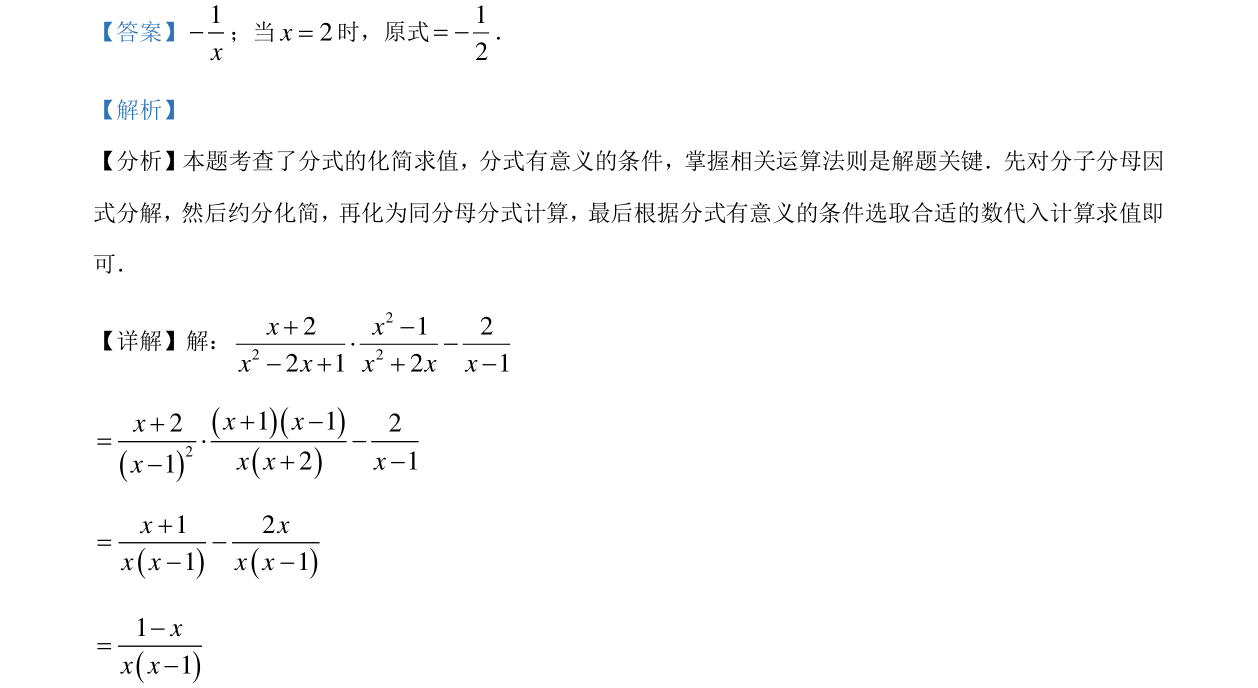 【答案】$-\frac{1}{x}$；当 $x=2$ 时，原式 $=-\frac{1}{2}$．
【解析】
【分析】本题考查了分式的化简求值，分式有意义的条件，掌握相关运算法则是解题关键．先对分子分母因
式分解，然后约分化简，再化为同分母分式计算，最后根据分式有意义的条件选取合适的数代入计算求值即
可．
【详解】解：$\frac{x+2}{x^2-2x+1}\cdot\frac{x^2-1}{x^2+2x}-\frac{2}{x-1}$
$=\frac{x+2}{(x-1)^2}\cdot\frac{(x+1)(x-1)}{x(x+2)}-\frac{2}{x-1}$
$=\frac{x+1}{x(x-1)}-\frac{2x}{x(x-1)}$
$=\frac{1-x}{x(x-1)}$